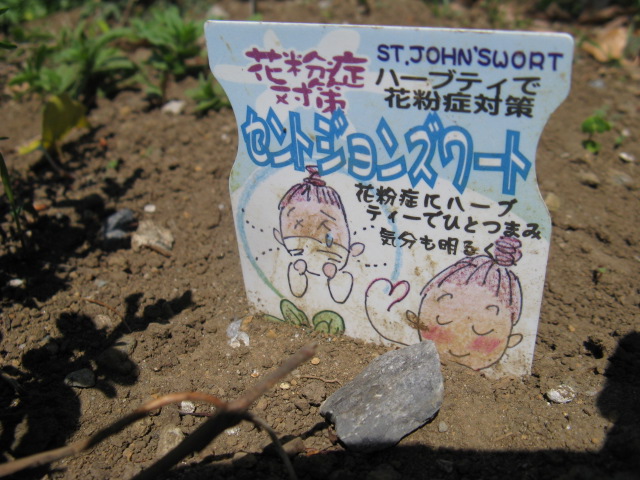 花粉症
対策
ST.JOHN'SWORT
ハーブティで
花粉症対策
セントジョンズワート
花粉症にハーブ
ティーでひとつまみ
気分も明るく